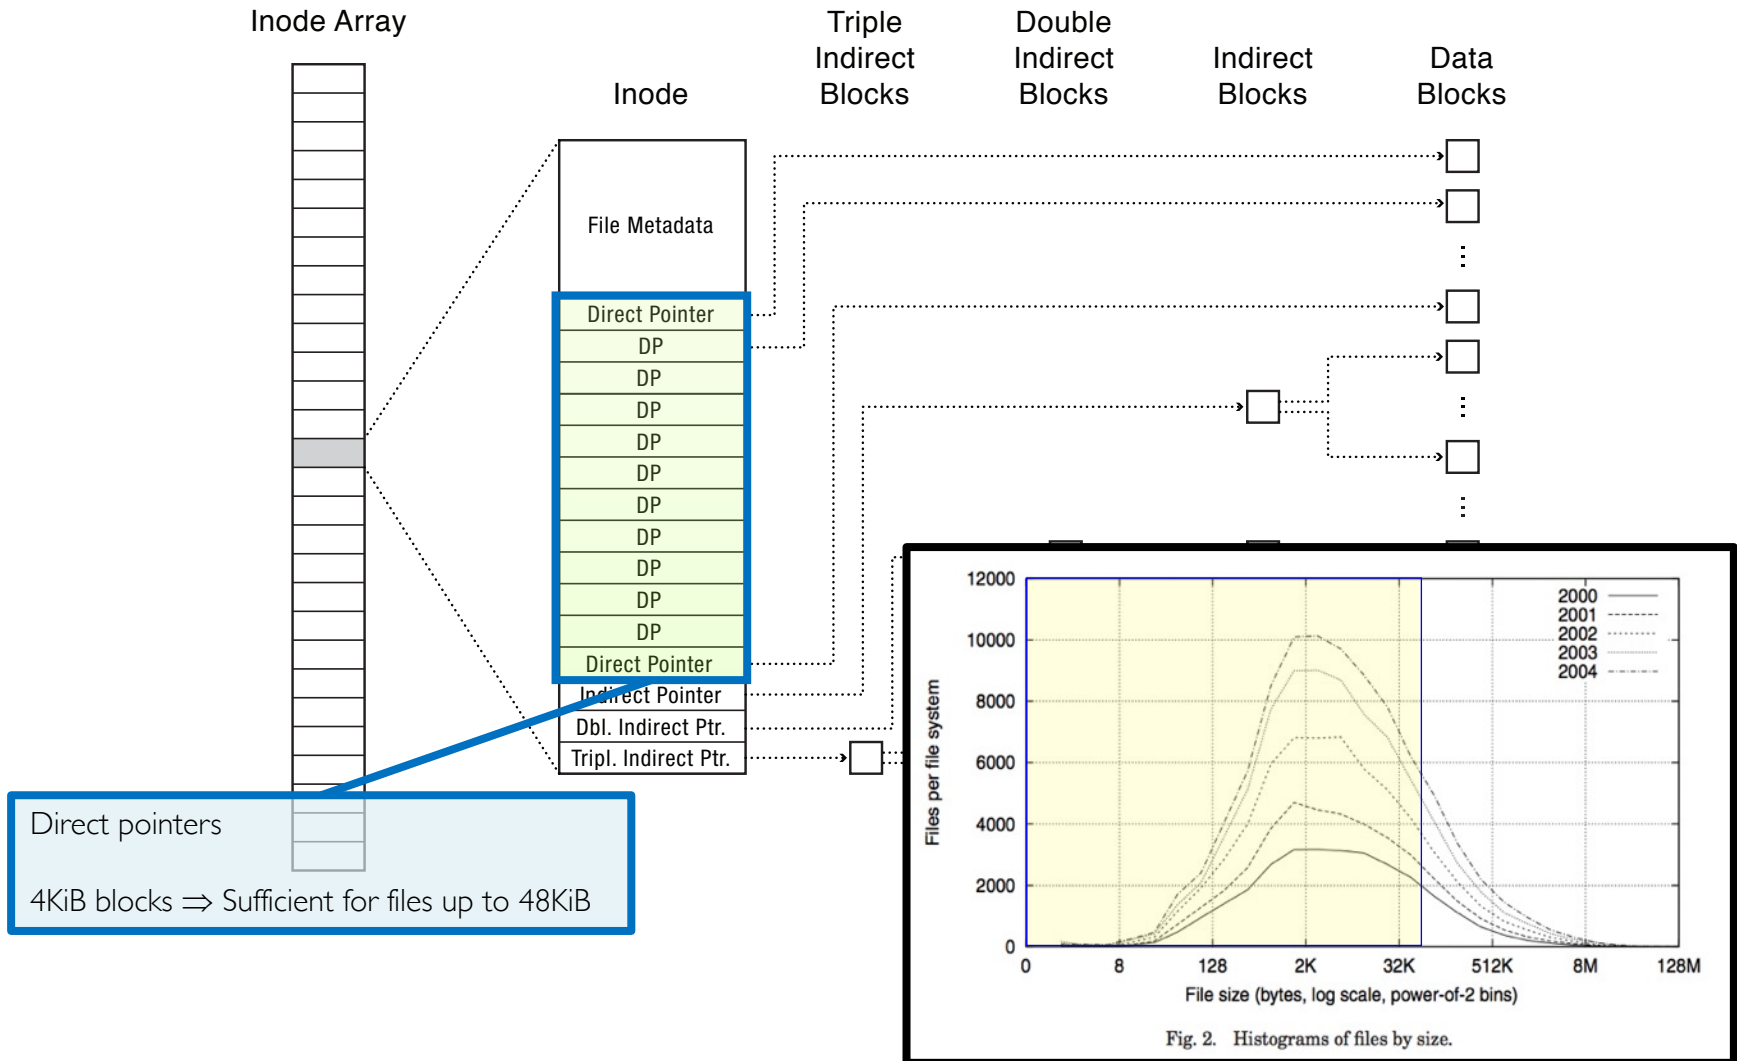 Inode Array
Inode
Triple
Indirect
Blocks
Double
Indirect
Blocks
Indirect
Blocks
Data
Blocks
File Metadata
Direct Pointer
DP
DP
DP
DP
DP
DP
DP
DP
DP
DP
Direct Pointer
Indirect Pointer
Dbl. Indirect Ptr.
Tripl. Indirect Ptr.
Direct pointers
4KiB blocks ⇒ Sufficient for files up to 48KiB
12000
10000
8000
6000
4000
2000
0
Files per file system
2000
2001
2002
2003
2004
0 8 128 2K 32K 512K 8M 128M
File size (bytes, log scale, power-of-2 bins)
Fig. 2. Histograms of files by size.